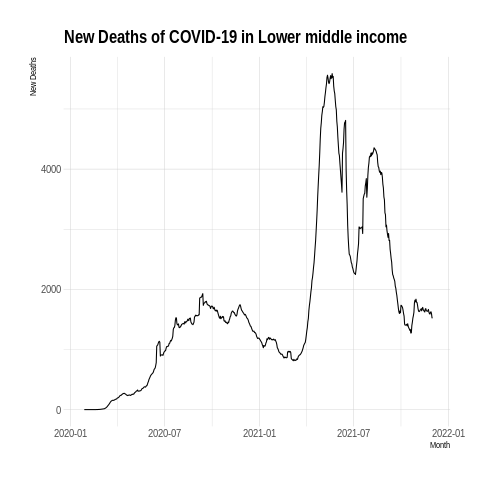 New Deaths of COVID-19 in Lower middle income
New Deaths
4000
2000
0
2020-01 2020-07 2021-01 2021-07 2022-01
Month